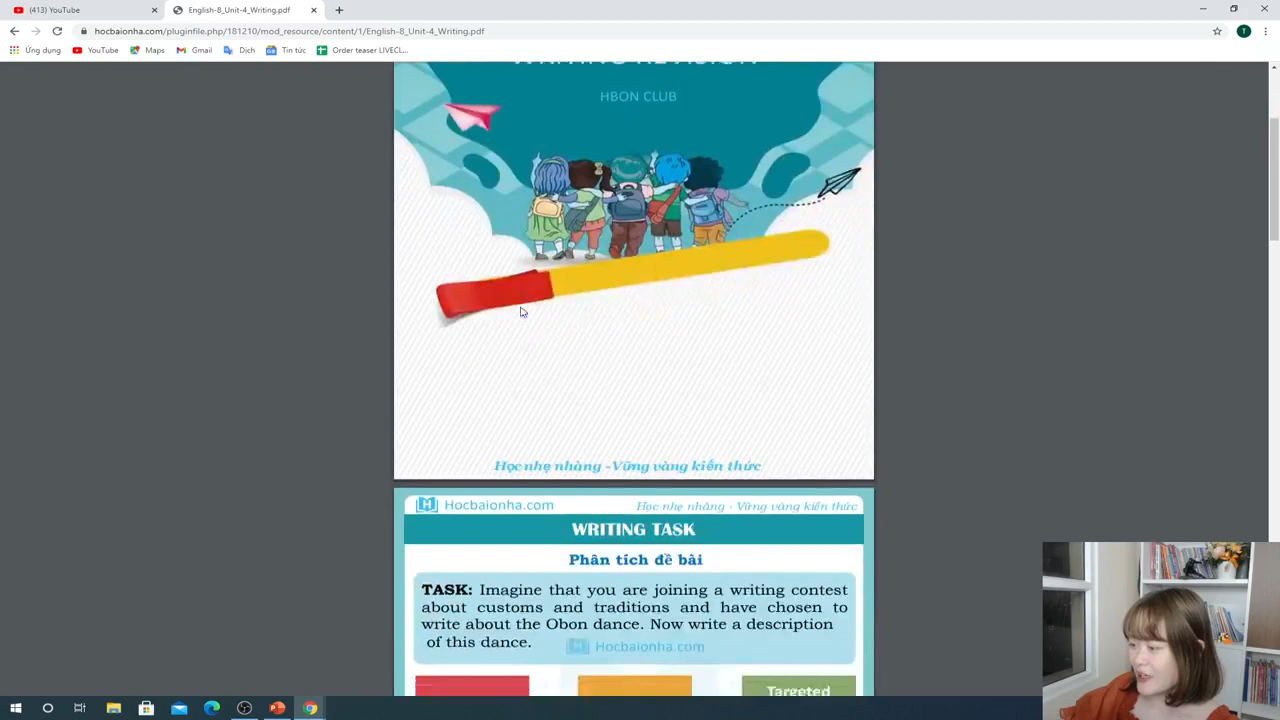 (413) YouTube
English-8_Unit-4_Writing.pdf
hocbaionha.com/pluginfile.php/181210/mod_resource/content/1/English-8_Unit-4_Writing.pdf
T
Ứng dụng
YouTube
Maps
Gmail
Dịch
Tin tức
Order teaser LIVECL...
WRITING REVISION
HBON CLUB
Học nhẹ nhàng -Vững vàng kiến thức
Hocbaionha.com
Học nhẹ nhàng - Vững vàng kiến thức
WRITING TASK
Phân tích đề bài
TASK: Imagine that you are joining a writing contest
about customs and traditions and have chosen to
write about the Obon dance. Now write a description
of this dance.
Hocbaionha.com
Targeted